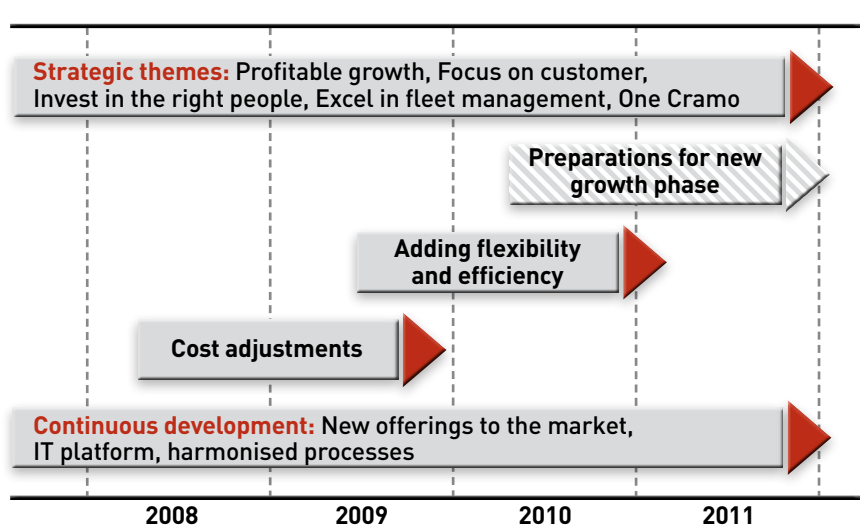 Strategic themes: Profitable growth, Focus on customer,
Invest in the right people, Excel in fleet management, One Cramo
Preparations for new
growth phase
Adding flexibility
and efficiency
Cost adjustments
Continuous development: New offerings to the market,
IT platform, harmonised processes
2008 2009 2010 2011